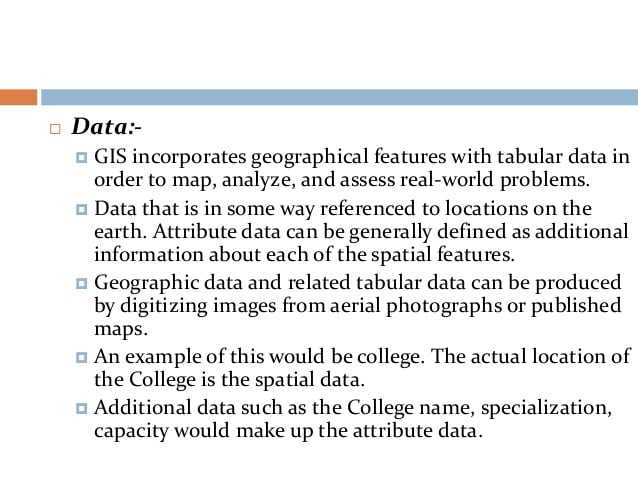 Data:-
GIS incorporates geographical features with tabular data in
order to map, analyze, and assess real-world problems.
Data that is in some way referenced to locations on the
earth. Attribute data can be generally defined as additional
information about each of the spatial features.
Geographic data and related tabular data can be produced
by digitizing images from aerial photographs or published
maps.
An example of this would be college. The actual location of
the College is the spatial data.
Additional data such as the College name, specialization,
capacity would make up the attribute data.